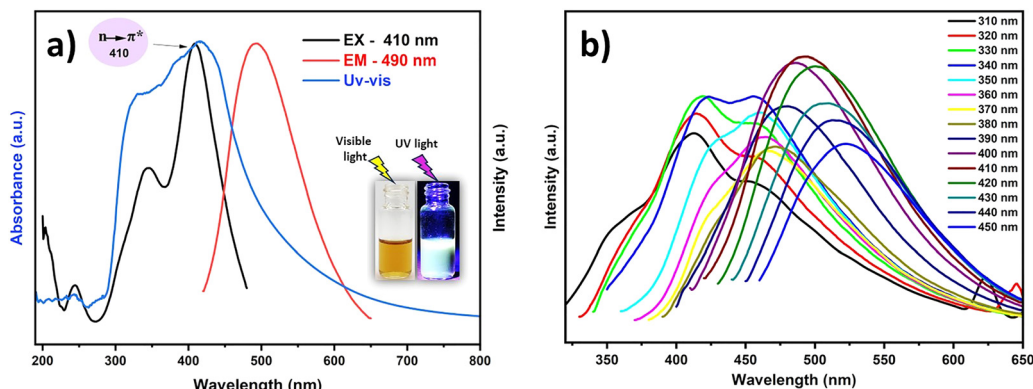 a)
n→π*
410
EX - 410 nm
EM - 490 nm
Uv-vis
Visible
light
UV light
Absorbance (a.u.)
Intensity (a.u.)
200 300 400 500 600 700 800
Wavelength (nm)
b)
310 nm
320 nm
330 nm
340 nm
350 nm
360 nm
370 nm
380 nm
390 nm
400 nm
410 nm
420 nm
430 nm
440 nm
450 nm
Intensity (a.u.)
350 400 450 500 550 600 650
Wavelength (nm)